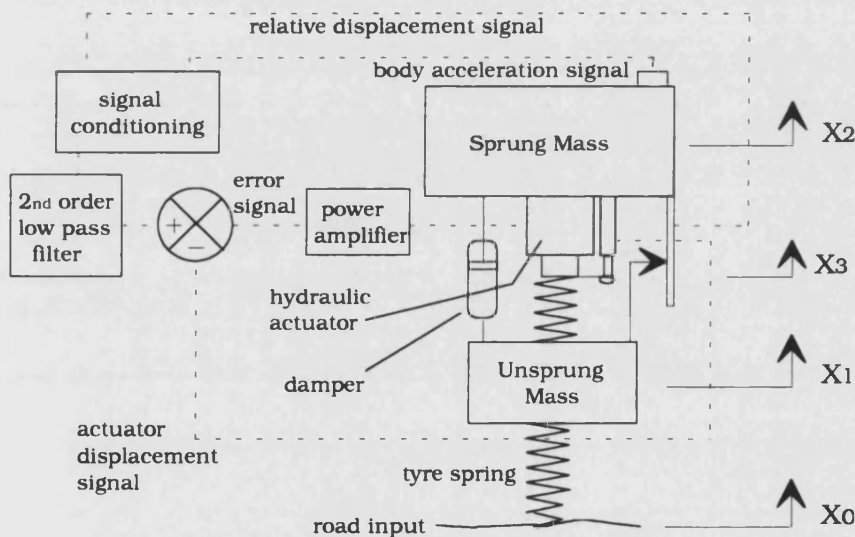 relative displacement signal
body acceleration signal
signal
conditioning
Sprung Mass
X2
2nd order
low pass
filter
+
−
error
signal
power
amplifier
X3
hydraulic
actuator
damper
Unsprung
Mass
X1
actuator
displacement
signal
tyre spring
road input
X0